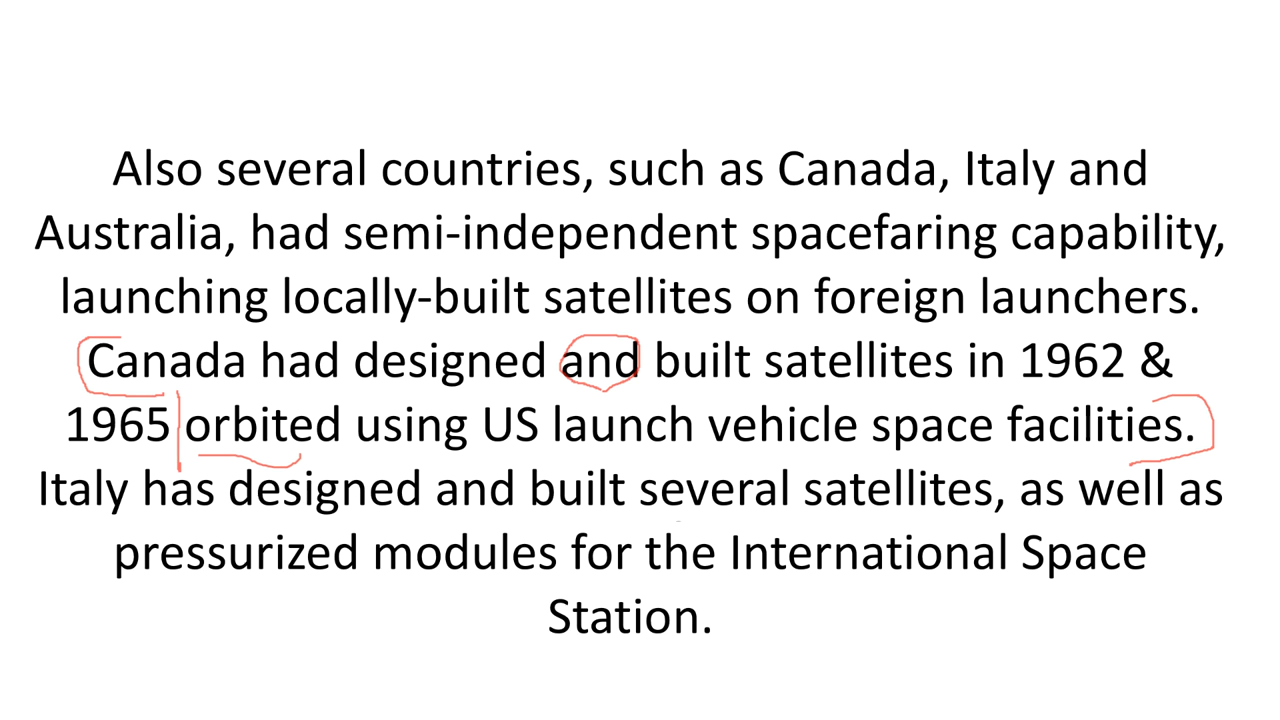 Also several countries, such as Canada, Italy and
Australia, had semi-independent spacefaring capability,
launching locally-built satellites on foreign launchers.
Canada had designed and built satellites in 1962 &
1965 orbited using US launch vehicle space facilities.
Italy has designed and built several satellites, as well as
pressurized modules for the International Space
Station.